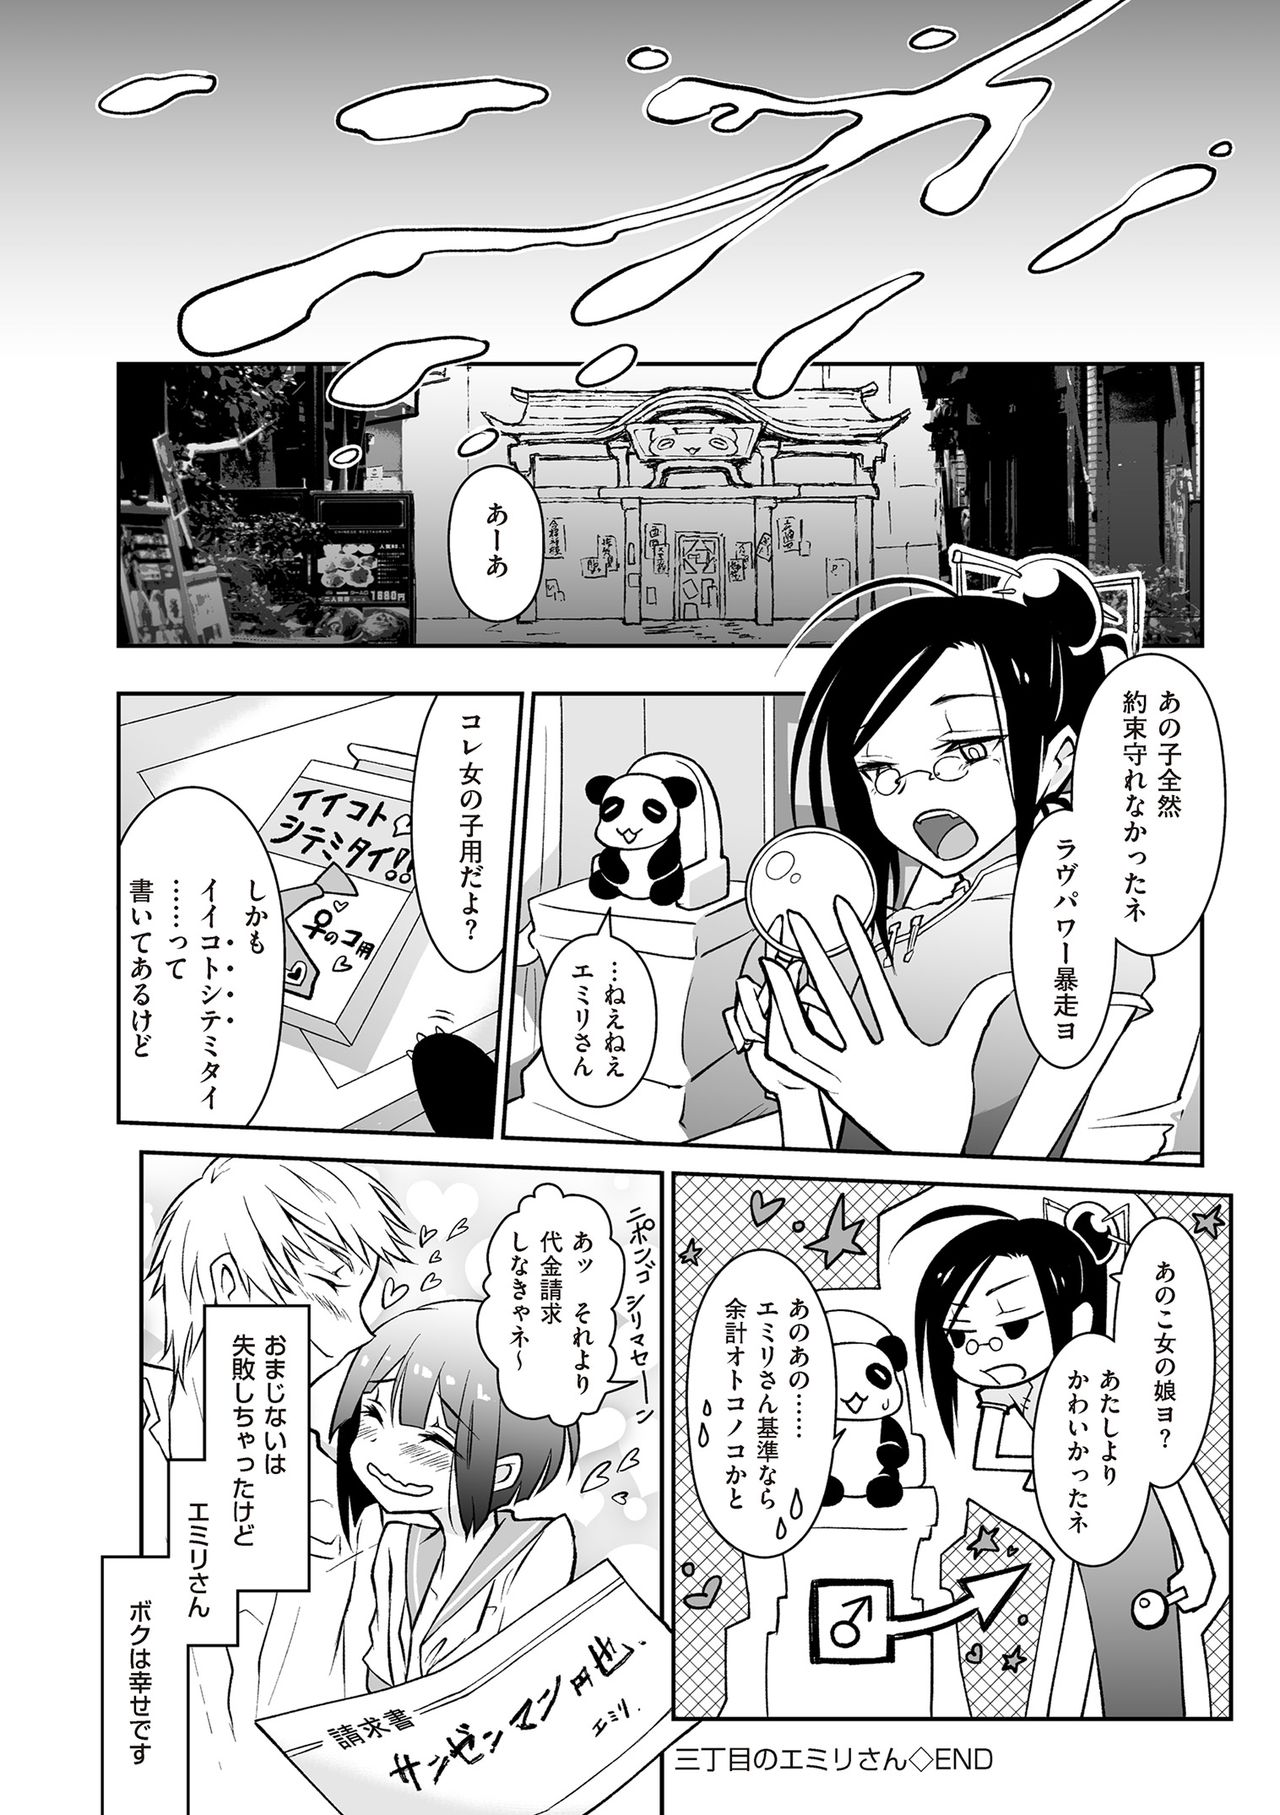 あーあ
CHINESE RESTAURANT
1680円
あの子全然
約束守れなかったネ
ラヴパワー暴走ヨ
…ねえねえ
エミリさん
コレ女の子用だよ？
イイコト
シテミタイ!!
♀のコ用
しかも
イイコトシテミタイ
……って
書いてあるけど
あのこ女の娘ヨ？
あたしより
かわいかったネ
あのあの……
エミリさん基準なら
余計オトコノコかと
♂
ニポンゴ シリマセーン
あッ それより
代金請求
しなきゃネ〜
おまじないは
失敗しちゃったけど
エミリさん
ボクは幸せです
請求書
サンゼンマン円也.
エミリ.
三丁目のエミリさん◇END